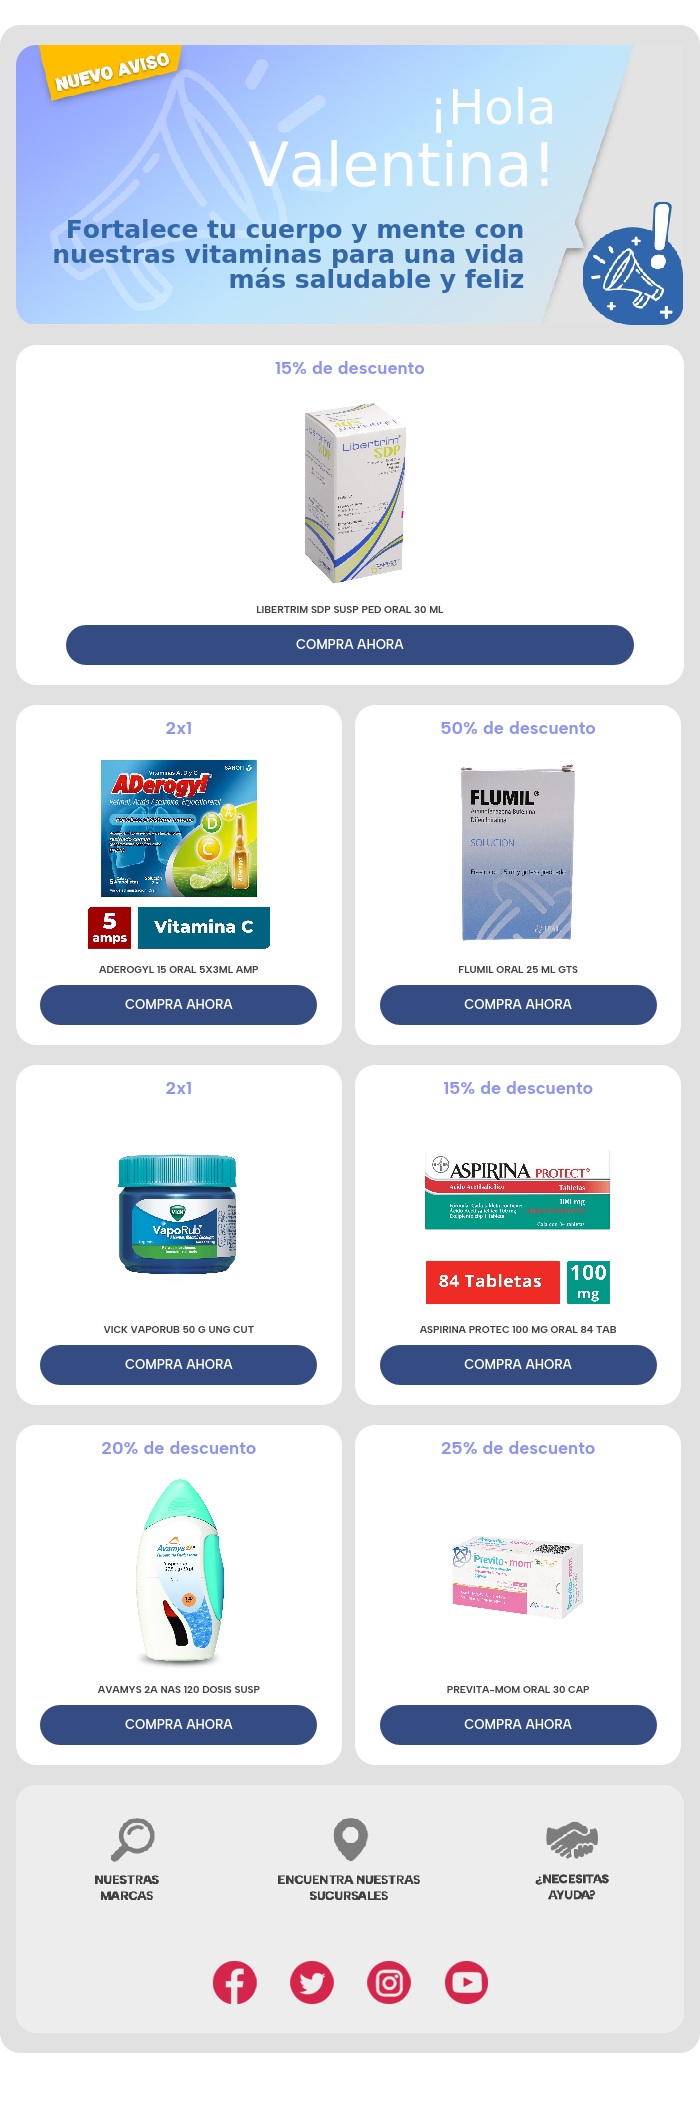 NUEVO AVISO
¡Hola
Valentina!
Fortalece tu cuerpo y mente con
nuestras vitaminas para una vida
más saludable y feliz
15% de descuento
Libertrim
SDP
LIBERTRIM SDP SUSP PED ORAL 30 ML
COMPRA AHORA
2x1
Vitaminas A, D y C
SANOFI
ADerogyl
D
A
C
5
amps
Vitamina C
ADEROGYL 15 ORAL 5X3ML AMP
COMPRA AHORA
50% de descuento
FLUMIL®
SOLUCION
FLUMIL ORAL 25 ML GTS
COMPRA AHORA
2x1
VICK
VapoRub
VICK VAPORUB 50 G UNG CUT
COMPRA AHORA
15% de descuento
ASPIRINA PROTECT®
Ácido Acetilsalicílico Tabletas
100 mg
84 Tabletas
100
mg
ASPIRINA PROTEC 100 MG ORAL 84 TAB
COMPRA AHORA
20% de descuento
Avamys
AVAMYS 2A NAS 120 DOSIS SUSP
COMPRA AHORA
25% de descuento
Previta-mom
PREVITA-MOM ORAL 30 CAP
COMPRA AHORA
NUESTRAS
MARCAS
ENCUENTRA NUESTRAS
SUCURSALES
¿NECESITAS
AYUDA?